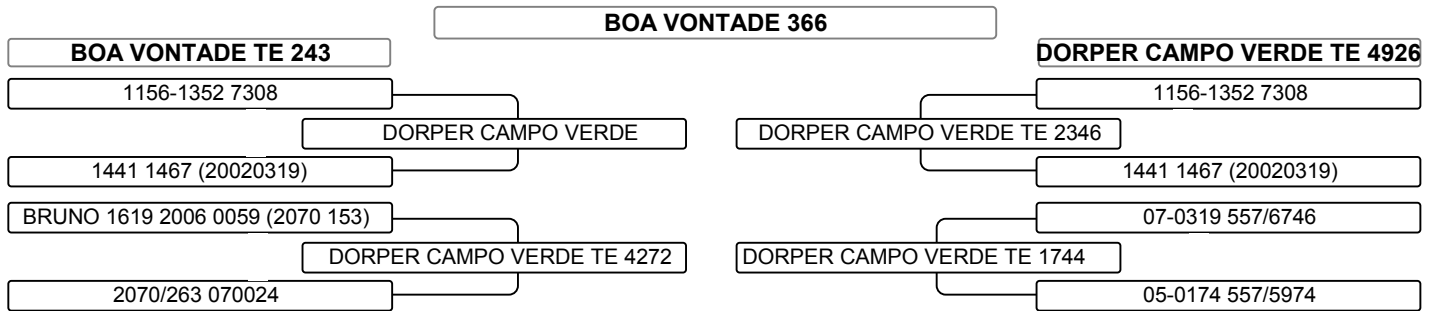 BOA VONTADE 366
BOA VONTADE TE 243
DORPER CAMPO VERDE TE 4926
1156-1352 7308
1156-1352 7308
DORPER CAMPO VERDE
DORPER CAMPO VERDE TE 2346
1441 1467 (20020319)
1441 1467 (20020319)
BRUNO 1619 2006 0059 (2070 153)
07-0319 557/6746
DORPER CAMPO VERDE TE 4272
DORPER CAMPO VERDE TE 1744
2070/263 070024
05-0174 557/5974